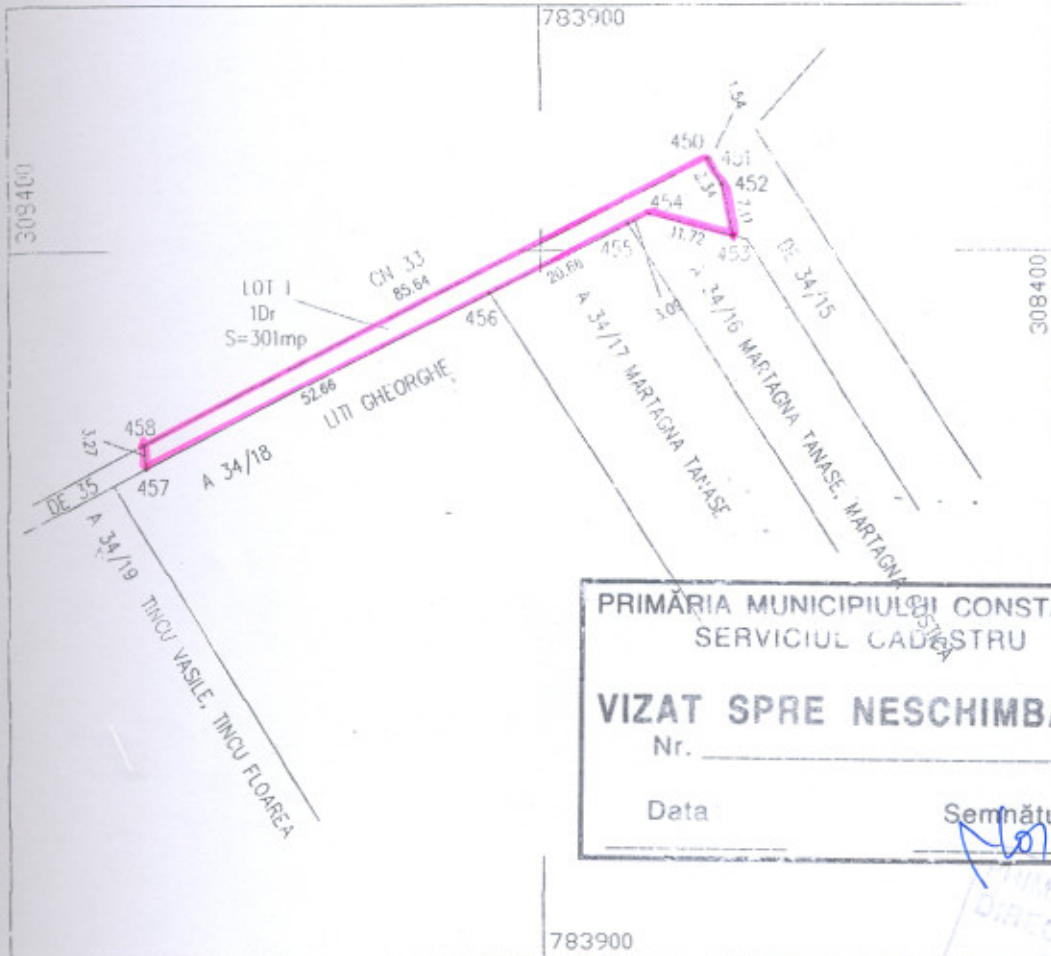 783900
309400
1.54
450
451
452
2.34
454
7.11
453
455
11.72
DE 34/15
308400
CN 33
85.64
LOT 1
1Dr
S=301mp
20.66
3.09
456
A 34/16 MARTAGNA TANASE, MARTAGNA COSTICA
A 34/17 MARTAGNA TANASE
52.66
LITI GHEORGHE
A 34/18
458
3.27
DE 35
457
A 34/19 TINCU VASILE, TINCU FLOAREA
PRIMĂRIA MUNICIPIULUI CONST
SERVICIUL CADASTRU
VIZAT SPRE NESCHIMBA
Nr.
Data
Semnătu
PRIM
DIREC
783900